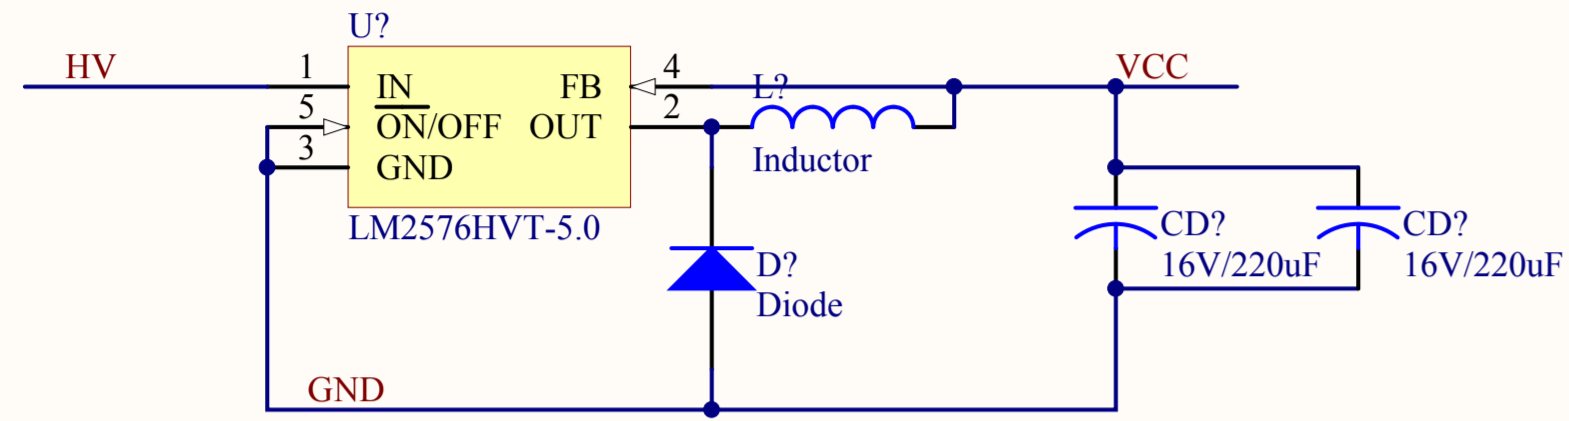 U?
HV
1
IN
FB
4
L?
VCC
5
ON/OFF
OUT
2
3
GND
Inductor
LM2576HVT-5.0
CD?
16V/220uF
CD?
16V/220uF
D?
Diode
GND